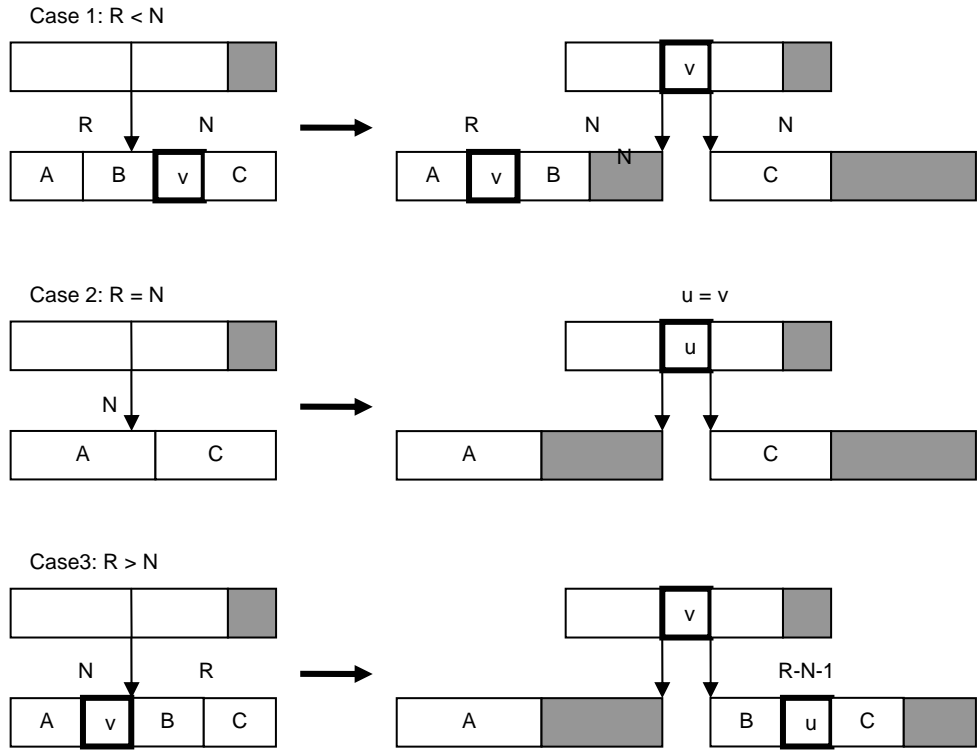 Case 1: R < N
v
R N R N N
N
A B v C A v B C
Case 2: R = N u = v
u
N
A C A C
Case3: R > N
v
N R R-N-1
A v B C A B u C